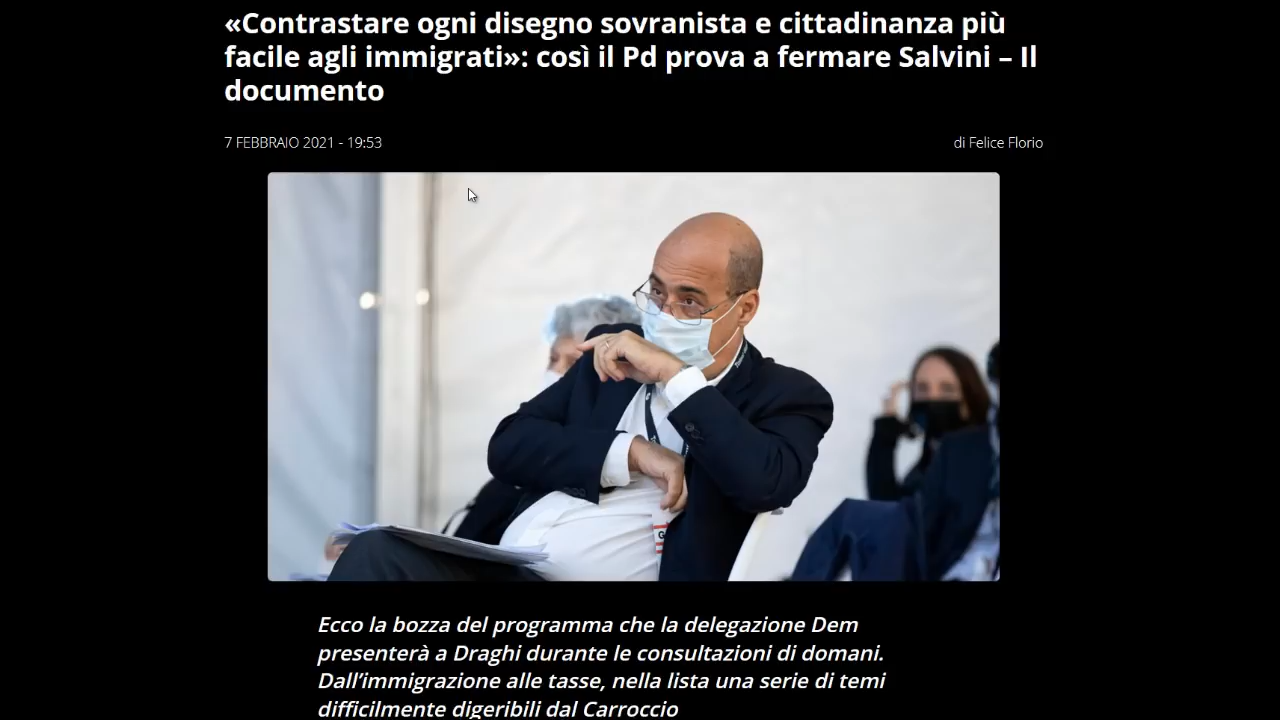 «Contrastare ogni disegno sovranista e cittadinanza più
facile agli immigrati»: così il Pd prova a fermare Salvini – Il
documento
7 FEBBRAIO 2021 - 19:53
di Felice Florio
Ecco la bozza del programma che la delegazione Dem
presenterà a Draghi durante le consultazioni di domani.
Dall’immigrazione alle tasse, nella lista una serie di temi
difficilmente digeribili dal Carroccio